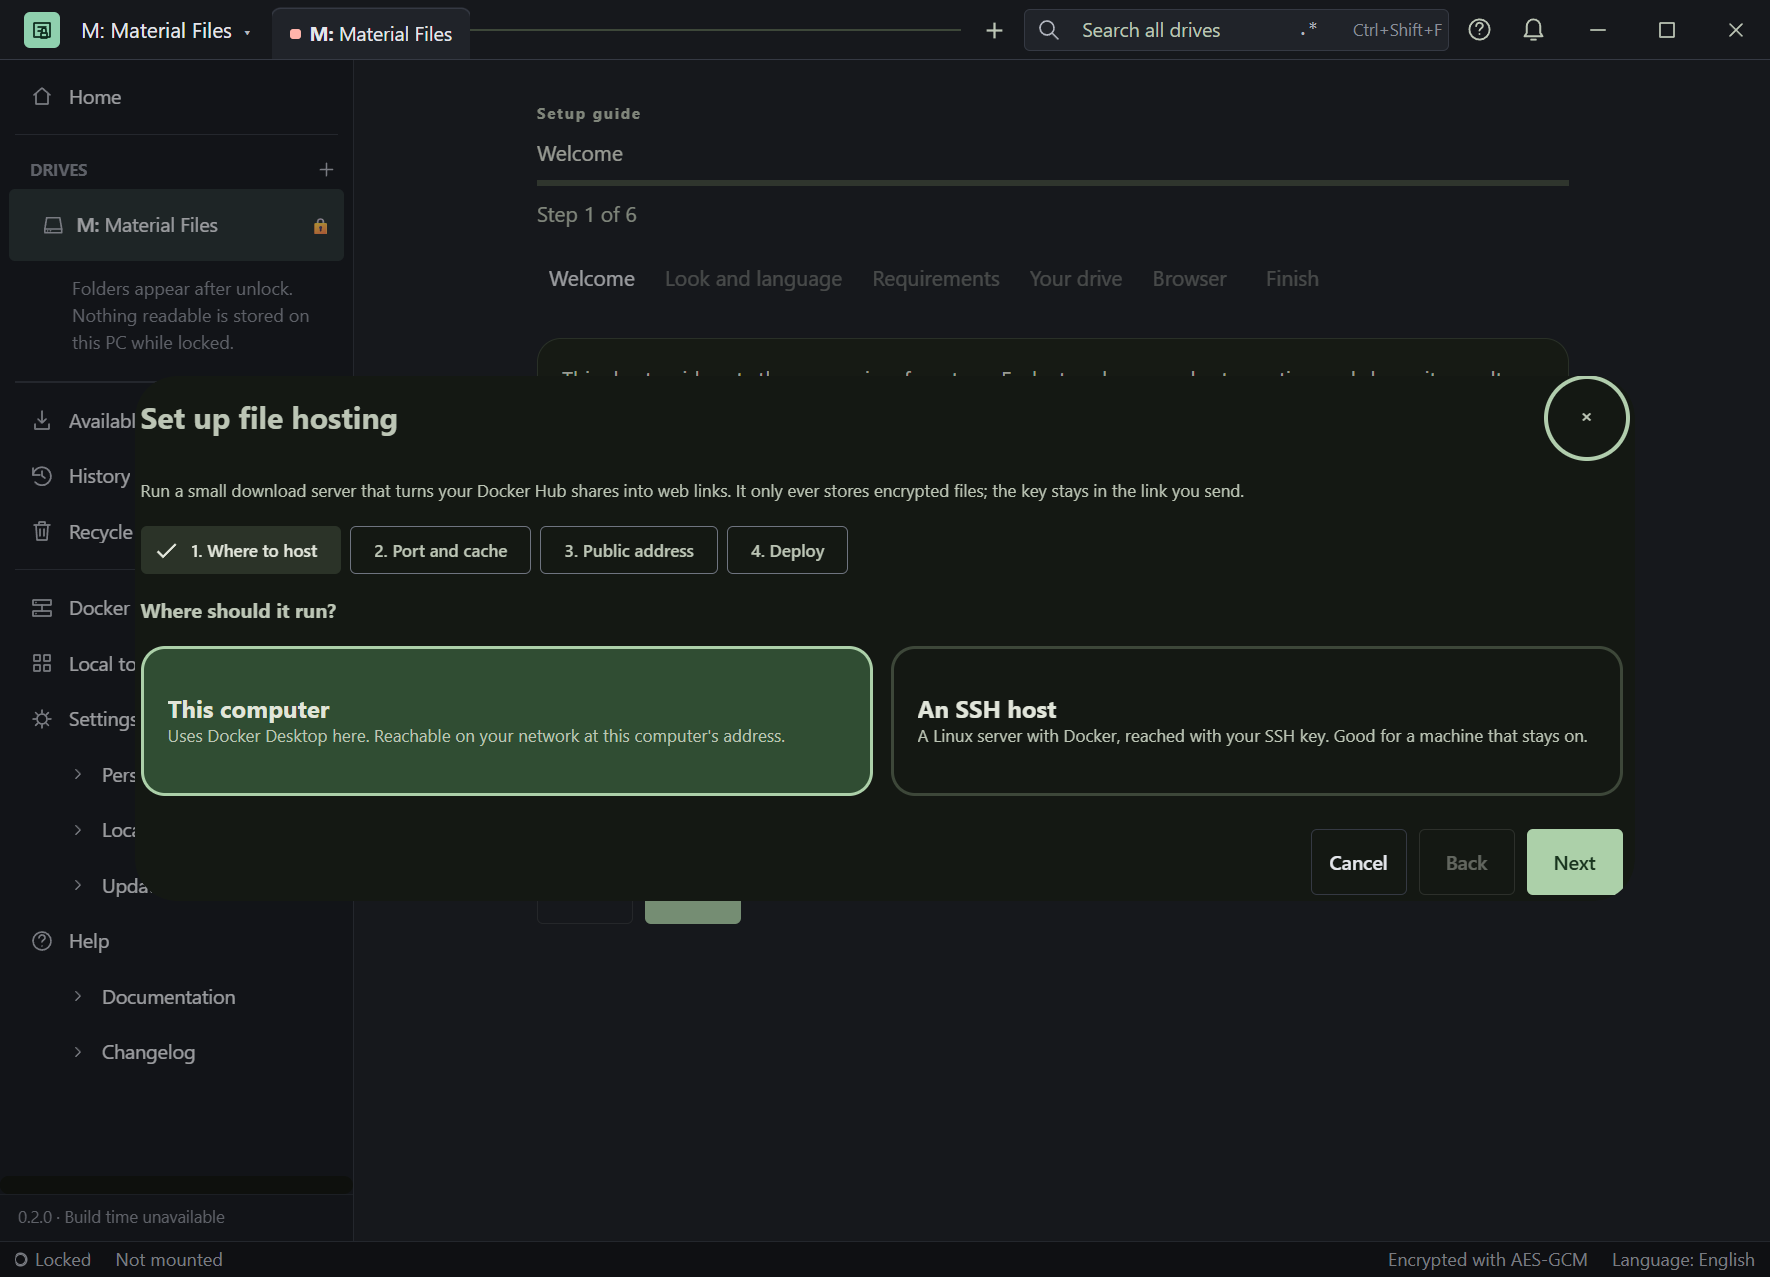 M: Material Files
M: Material Files
Search all drives
.*
Ctrl+Shift+F
Home
DRIVES
M: Material Files
Folders appear after unlock.
Nothing readable is stored on
this PC while locked.
History
Recycle
Docker
Local
Settings
Help
Documentation
Changelog
0.2.0 · Build time unavailable
Setup guide
Welcome
Step 1 of 6
Welcome
Look and language
Requirements
Your drive
Browser
Finish
Set up file hosting
×
Run a small download server that turns your Docker Hub shares into web links. It only ever stores encrypted files; the key stays in the link you send.
1. Where to host
2. Port and cache
3. Public address
4. Deploy
Where should it run?
This computer
Uses Docker Desktop here. Reachable on your network at this computer's address.
An SSH host
A Linux server with Docker, reached with your SSH key. Good for a machine that stays on.
Cancel
Back
Next
Locked
Not mounted
Encrypted with AES-GCM
Language: English